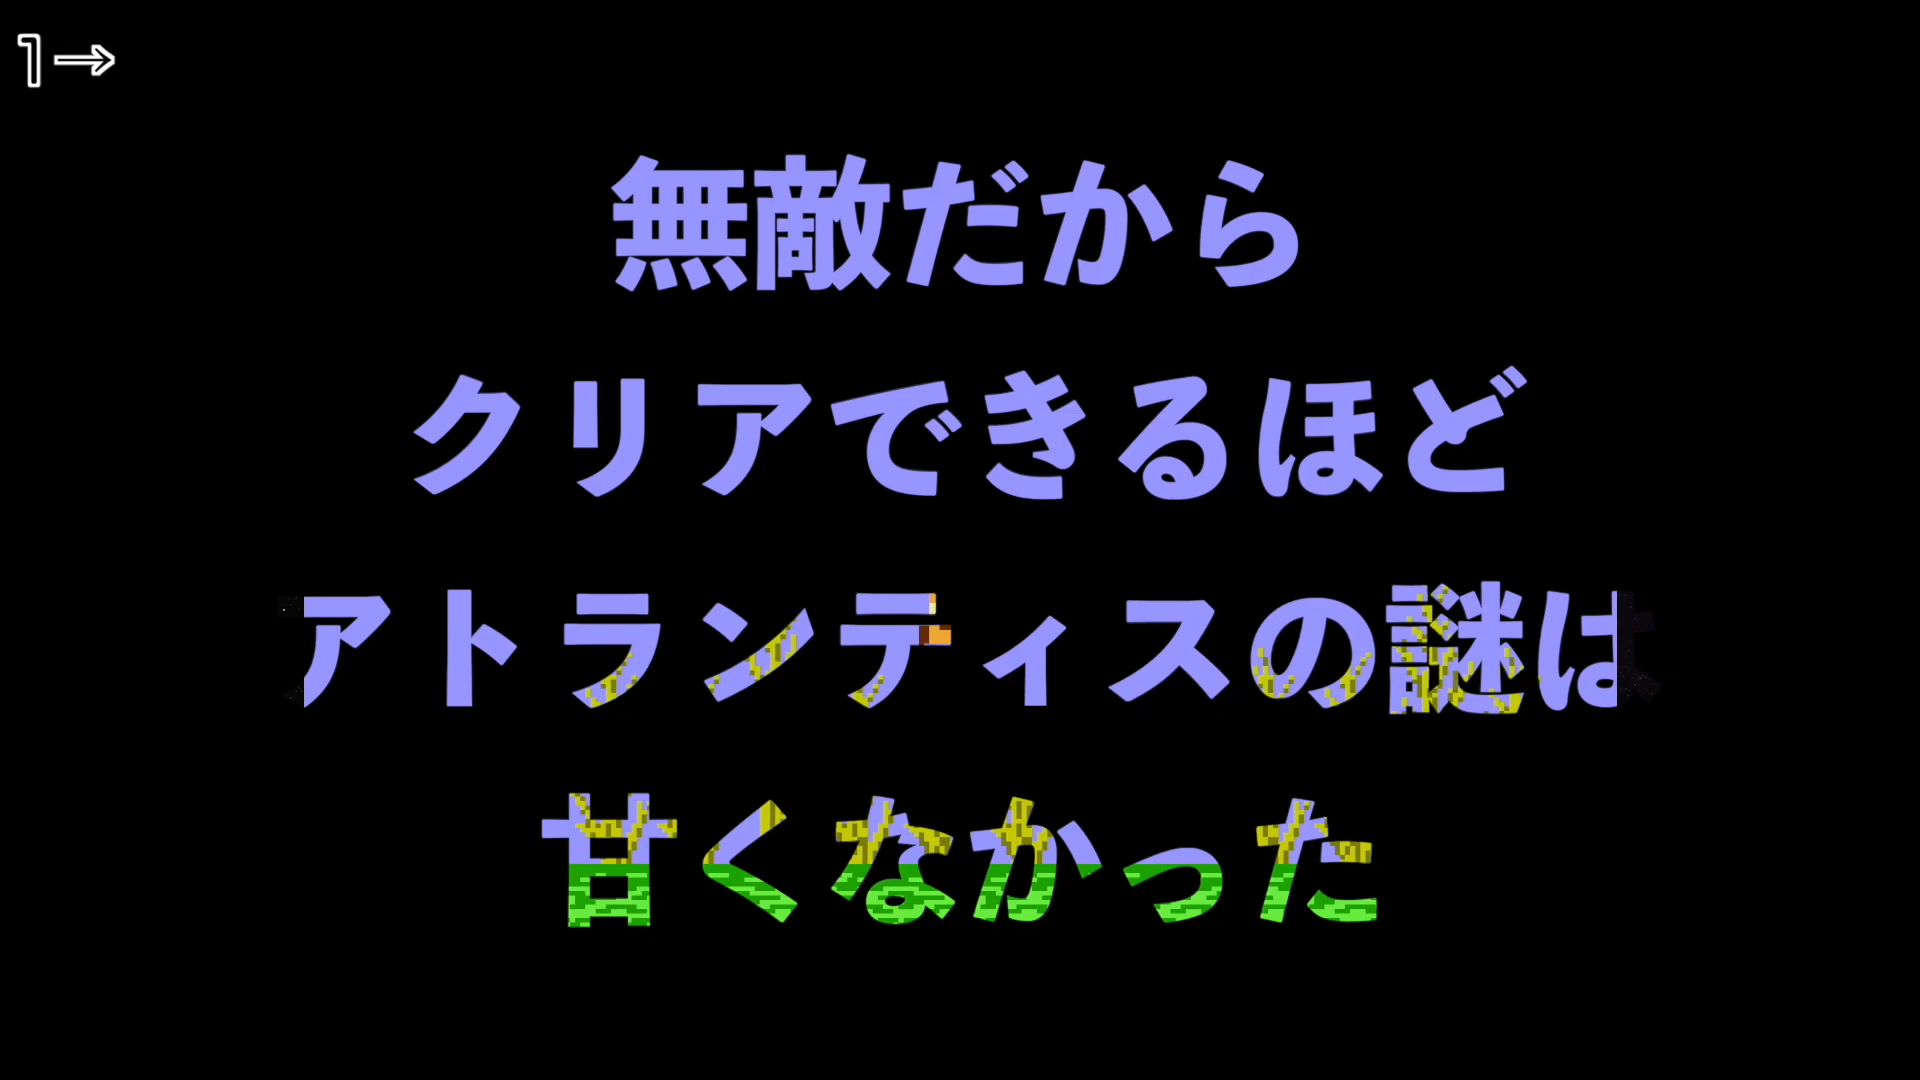 1→
無敵だから
クリアできるほど
アトランティスの謎は
甘くなかった